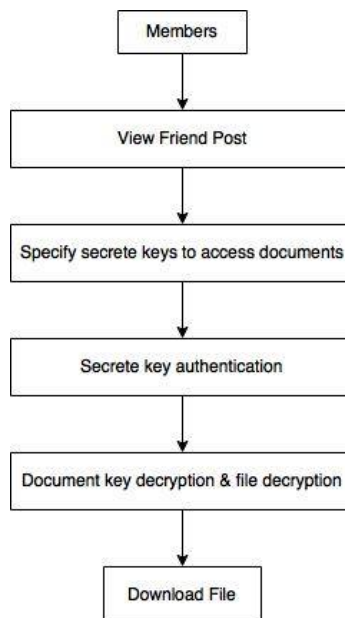 Members
View Friend Post
Specify secrete keys to access documents
Secrete key authentication
Document key decryption & file decryption
Download File